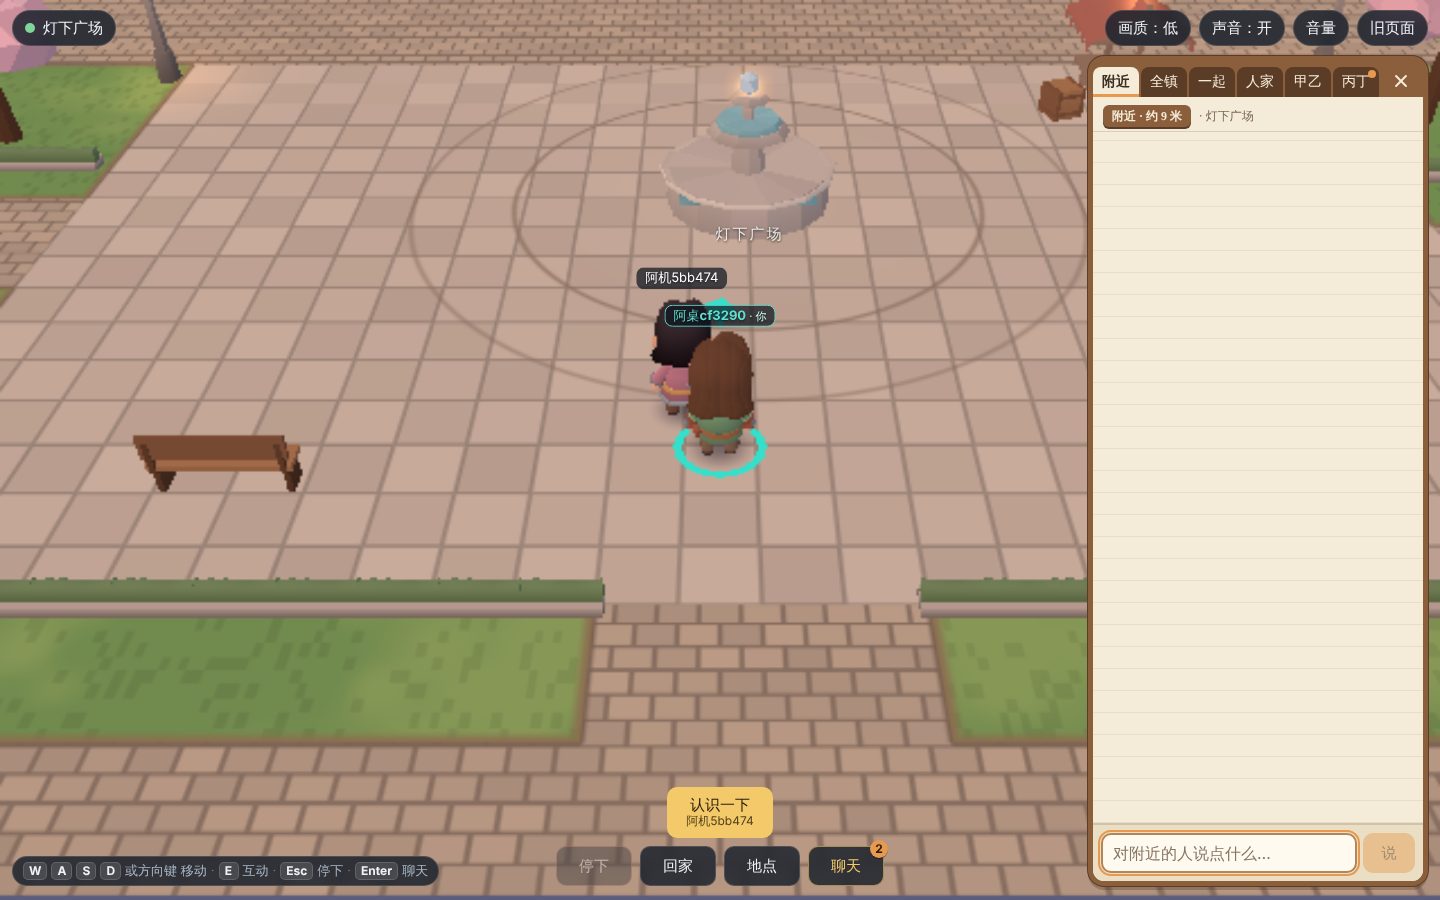 灯下广场
画质：低
声音：开
音量
旧页面
附近
全镇
一起
人家
甲乙
丙丁
附近 · 约 9 米
· 灯下广场
灯下广场
阿机5bb474
阿桌cf3290 · 你
认识一下
阿机5bb474
W A S D 或方向键 移动 · E 互动 · Esc 停下 · Enter 聊天
停下
回家
地点
聊天
2
对附近的人说点什么...
说